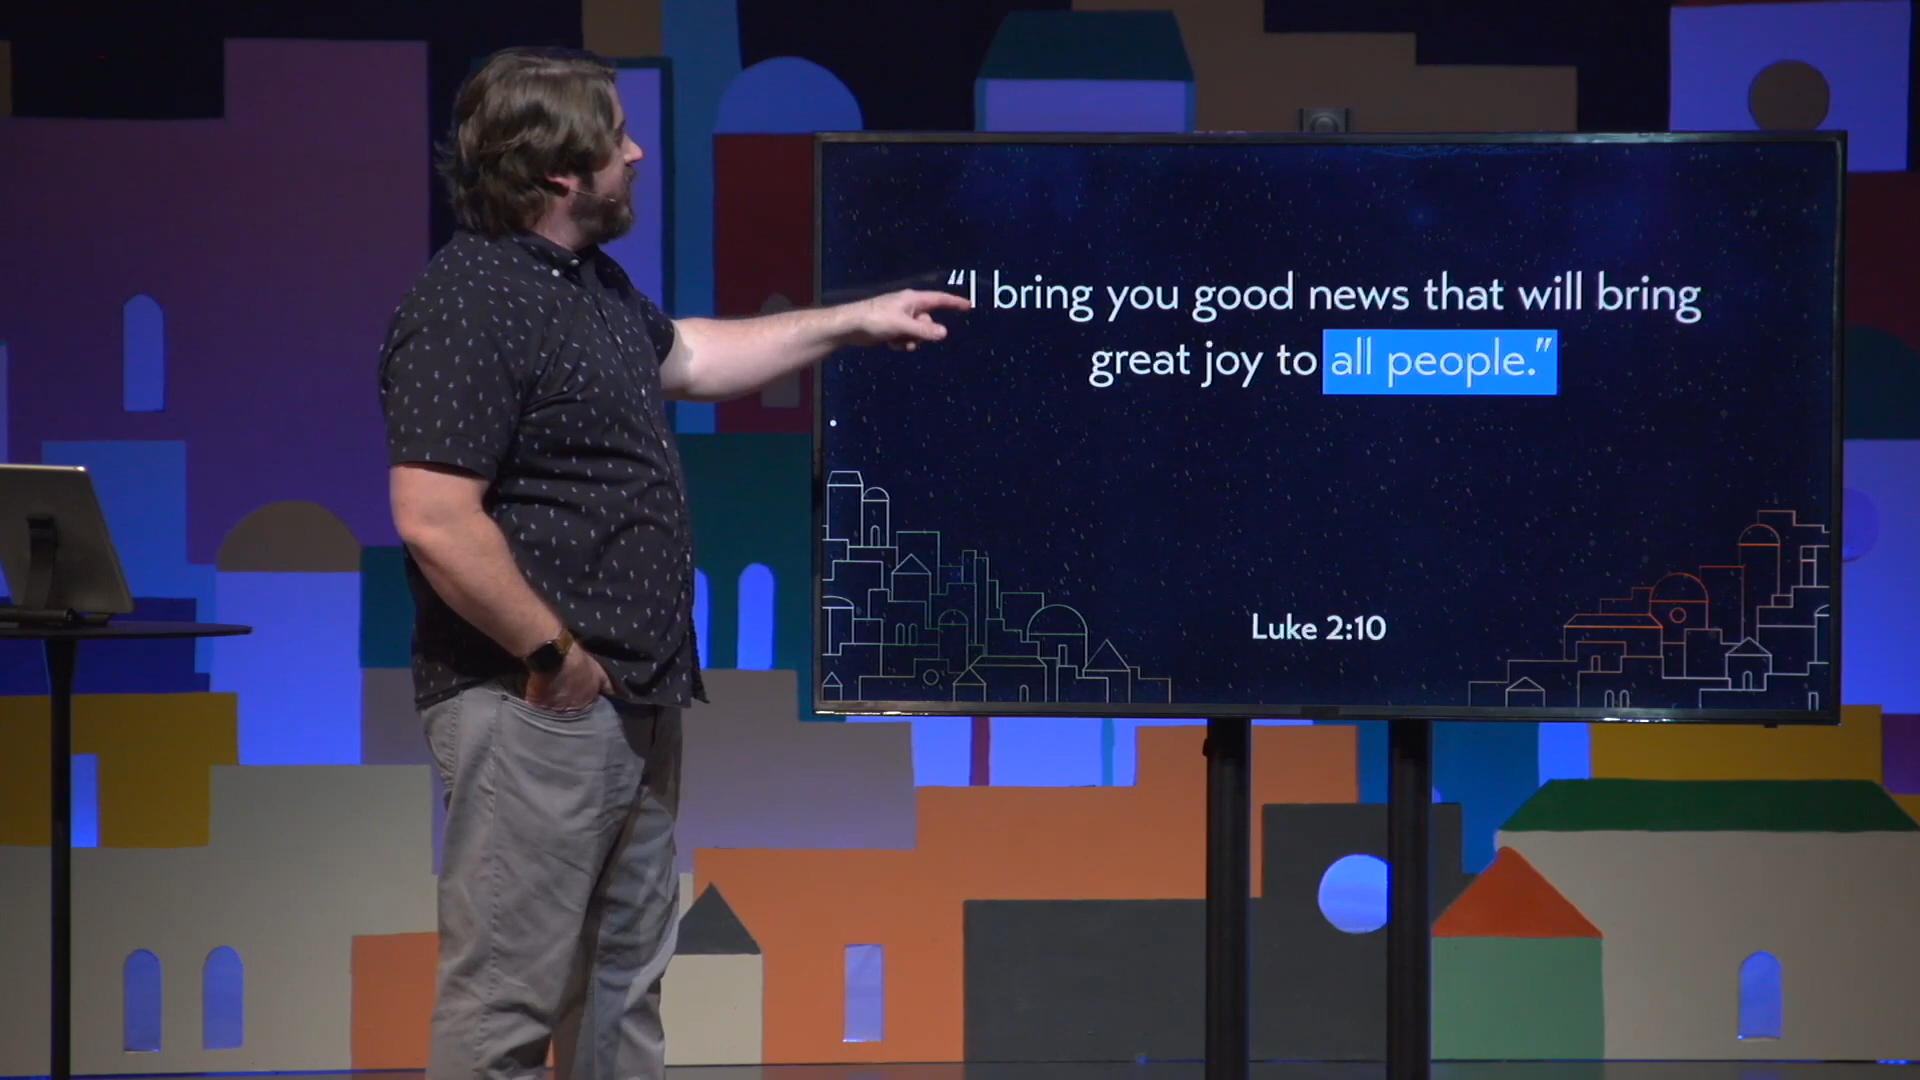 “I bring you good news that will bring
great joy to all people.”
Luke 2:10